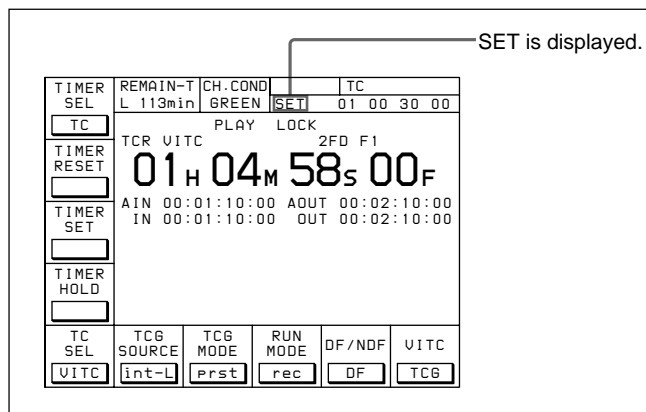 SET is displayed.
TIMER SEL
TC
TIMER RESET
TIMER SET
TIMER HOLD
REMAIN-T CH.COND TC
L 113min GREEN SET 01 00 30 00
PLAY LOCK
TCR VITC 2FD F1
01H 04M 58S 00F
AIN 00:01:10:00 AOUT 00:02:10:00
IN 00:01:10:00 OUT 00:02:10:00
TC SEL
VITC
TCG SOURCE
int-L
TCG MODE
prst
RUN MODE
rec
DF/NDF
DF
VITC
TCG